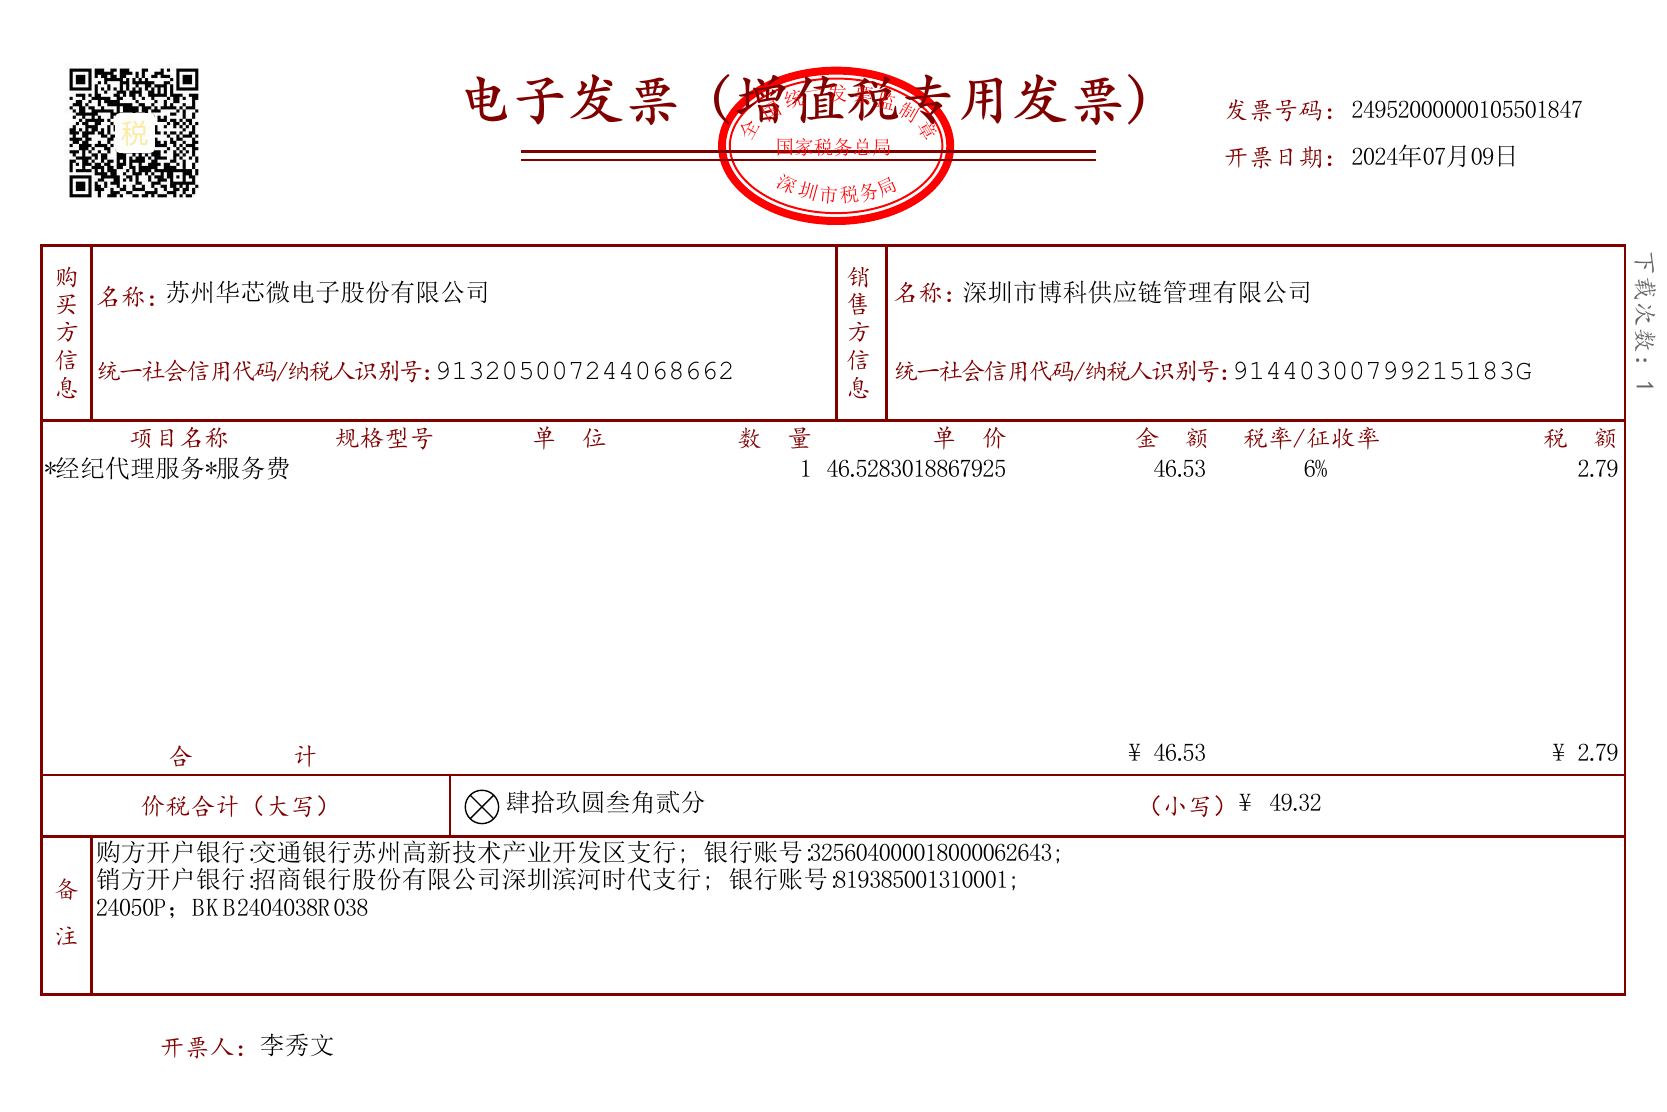 税
电子发票（增值税专用发票）
全国统一发票监制章
国家税务总局
深圳市税务局
发票号码：24952000000105501847
开票日期：2024年07月09日
下载次数：1
购买方信息
名称：苏州华芯微电子股份有限公司
统一社会信用代码/纳税人识别号：913205007244068662
销售方信息
名称：深圳市博科供应链管理有限公司
统一社会信用代码/纳税人识别号：91440300799215183G
项目名称 规格型号 单 位 数 量 单 价 金 额 税率/征收率 税 额
*经纪代理服务*服务费 1 46.5283018867925 46.53 6% 2.79
合 计 ¥ 46.53 ¥ 2.79
价税合计（大写） 肆拾玖圆叁角贰分 （小写）¥ 49.32
备注
购方开户银行:交通银行苏州高新技术产业开发区支行; 银行账号:325604000018000062643;
销方开户银行:招商银行股份有限公司深圳滨河时代支行; 银行账号:819385001310001;
24050P；BKB2404038R038
开票人：李秀文